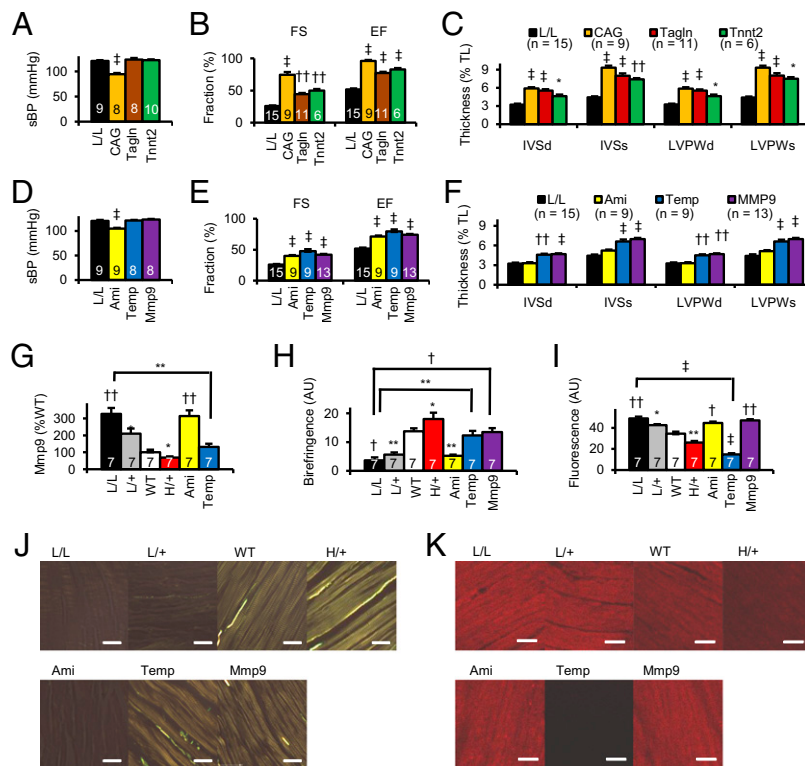 A
sBP (mmHg)
100
50
0
‡
9
8
8
10
L/L
CAG
Tagln
Tnnt2
B
FS
EF
Fraction (%)
100
50
0
‡
††
††
‡
‡
‡
15
9
11
6
15
9
11
6
L/L
CAG
Tagln
Tnnt2
L/L
CAG
Tagln
Tnnt2
C
L/L
CAG
Tagln
Tnnt2
(n = 15)
(n = 9)
(n = 11)
(n = 6)
Thickness (% TL)
9
6
3
0
‡
‡
*
‡
‡
††
‡
‡
*
‡
‡
*
IVSd
IVSs
LVPWd
LVPWs
D
sBP (mmHg)
100
50
0
‡
9
9
8
8
L/L
Ami
Temp
Mmp9
E
FS
EF
Fraction (%)
100
50
0
‡
‡
‡
‡
‡
‡
15
9
9
13
15
9
9
13
L/L
Ami
Temp
Mmp9
L/L
Ami
Temp
Mmp9
F
L/L
Ami
Temp
MMP9
(n = 15)
(n = 9)
(n = 9)
(n = 13)
Thickness (% TL)
9
6
3
0
††
‡
‡
‡
††
††
‡
‡
IVSd
IVSs
LVPWd
LVPWs
G
Mmp9 (%WT)
300
200
100
0
**
††
*
*
††
7
7
7
7
7
7
L/L
L/+
WT
H/+
Ami
Temp
H
Birefringence (AU)
20
10
0
†
**
†
**
*
**
7
7
7
7
7
7
7
L/L
L/+
WT
H/+
Ami
Temp
Mmp9
I
Fluorescence (AU)
40
20
0
‡
††
*
**
†
‡
††
7
7
7
7
7
7
7
L/L
L/+
WT
H/+
Ami
Temp
Mmp9
J
L/L
L/+
WT
H/+
Ami
Temp
Mmp9
K
L/L
L/+
WT
H/+
Ami
Temp
Mmp9